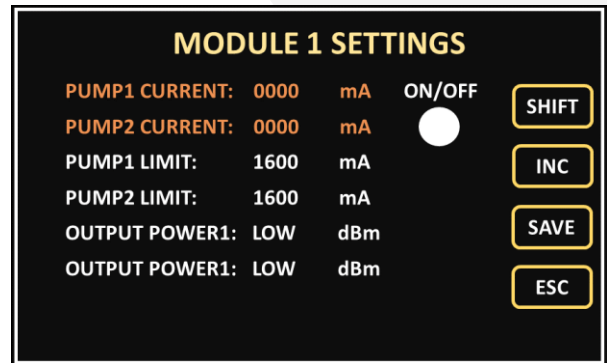 MODULE 1 SETTINGS
PUMP1 CURRENT: 0000 mA ON/OFF
PUMP2 CURRENT: 0000 mA
PUMP1 LIMIT: 1600 mA
PUMP2 LIMIT: 1600 mA
OUTPUT POWER1: LOW dBm
OUTPUT POWER1: LOW dBm
SHIFT
INC
SAVE
ESC